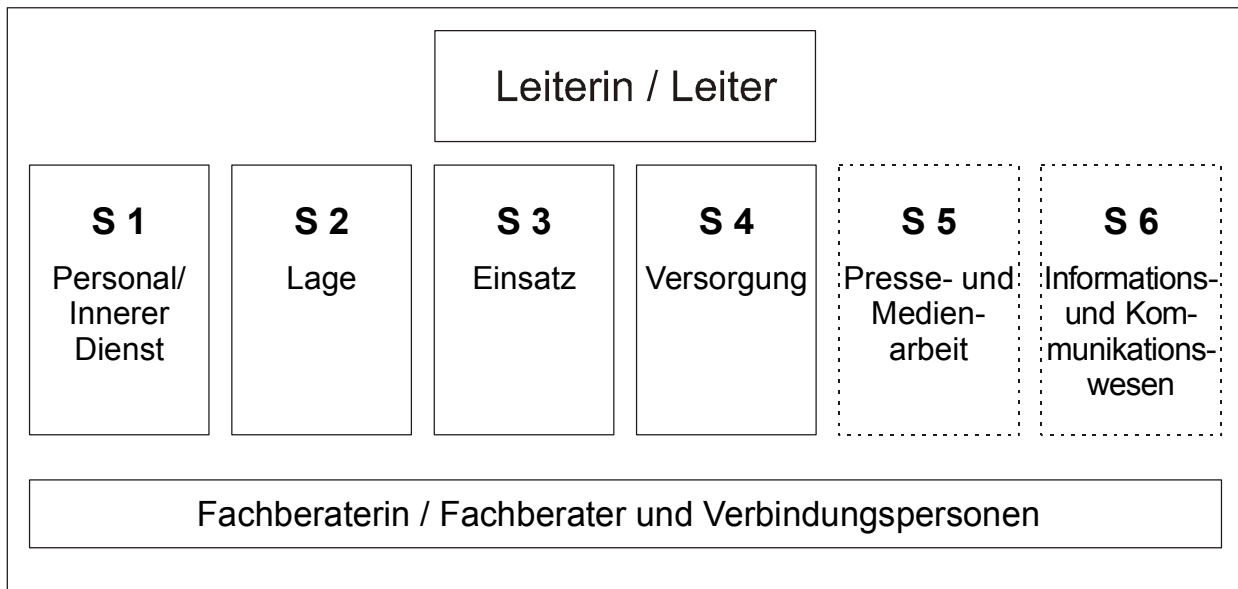 Leiterin / Leiter
S 1
Personal/
Innerer
Dienst
S 2
Lage
S 3
Einsatz
S 4
Versorgung
S 5
Presse- und
Medien-
arbeit
S 6
Informations-
und Kom-
munikations-
wesen
Fachberaterin / Fachberater und Verbindungspersonen